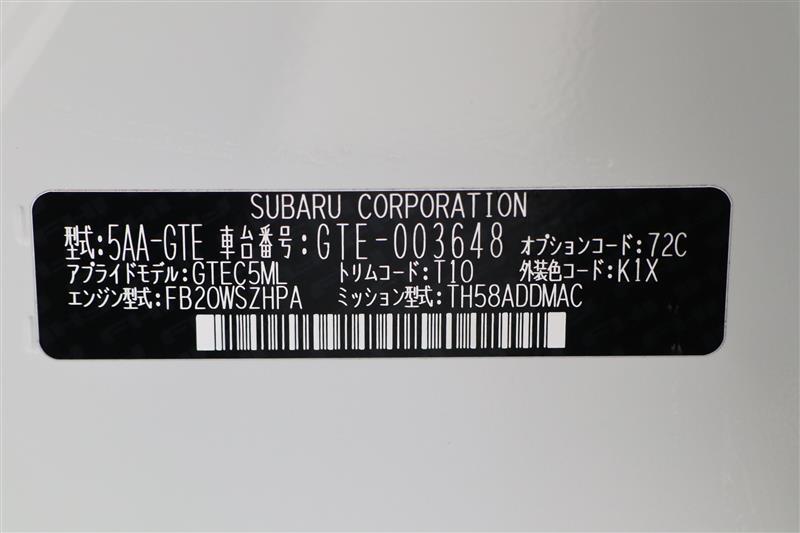 SUBARU CORPORATION
型式:5AA-GTE 車台番号:GTE-003648 オプションコード:72C
アプライドモデル:GTEC5ML トリムコード:T10 外装色コード:K1X
エンジン型式:FB20WSZHPA ミッション型式:TH58ADDMAC